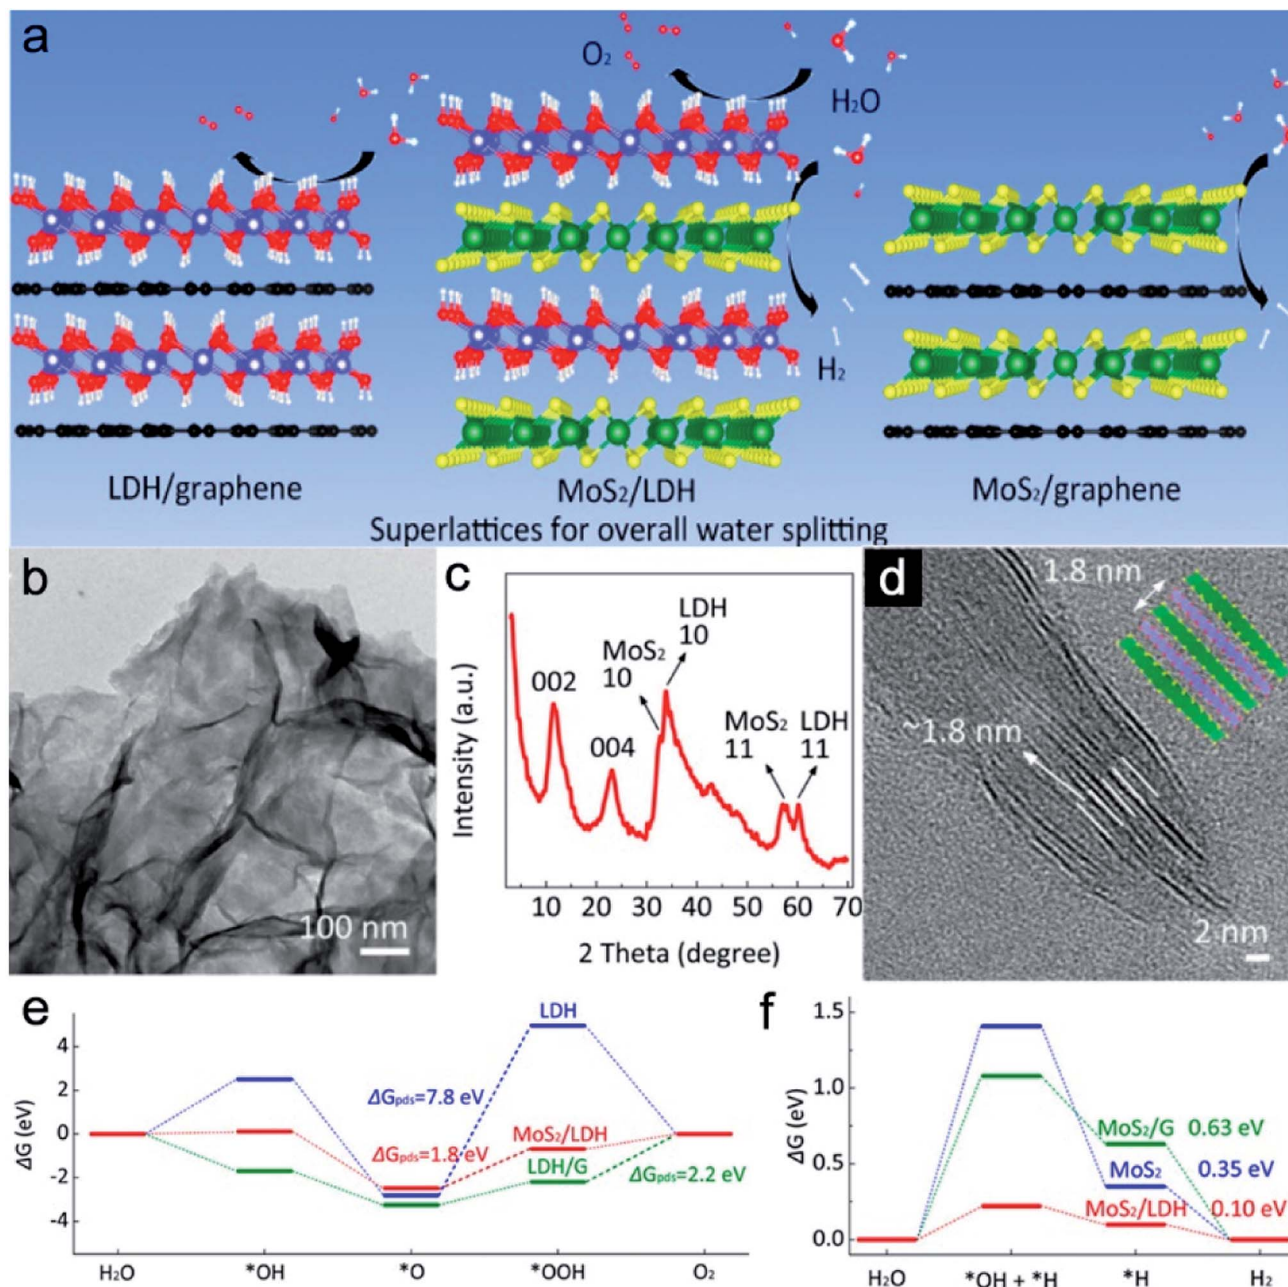 a
O₂
H₂O
H₂
LDH/graphene
MoS₂/LDH
MoS₂/graphene
Superlattices for overall water splitting
b
100 nm
c
Intensity (a.u.)
002
004
MoS₂
10
LDH
10
MoS₂
11
LDH
11
10 20 30 40 50 60 70
2 Theta (degree)
d
1.8 nm
~1.8 nm
2 nm
e
ΔG (eV)
4
2
0
-2
-4
LDH
ΔGpds=7.8 eV
MoS₂/LDH
ΔGpds=1.8 eV
LDH/G
ΔGpds=2.2 eV
H₂O *OH *O *OOH O₂
f
ΔG (eV)
1.5
1.0
0.5
0.0
MoS₂/G 0.63 eV
MoS₂ 0.35 eV
MoS₂/LDH 0.10 eV
H₂O *OH + *H *H H₂